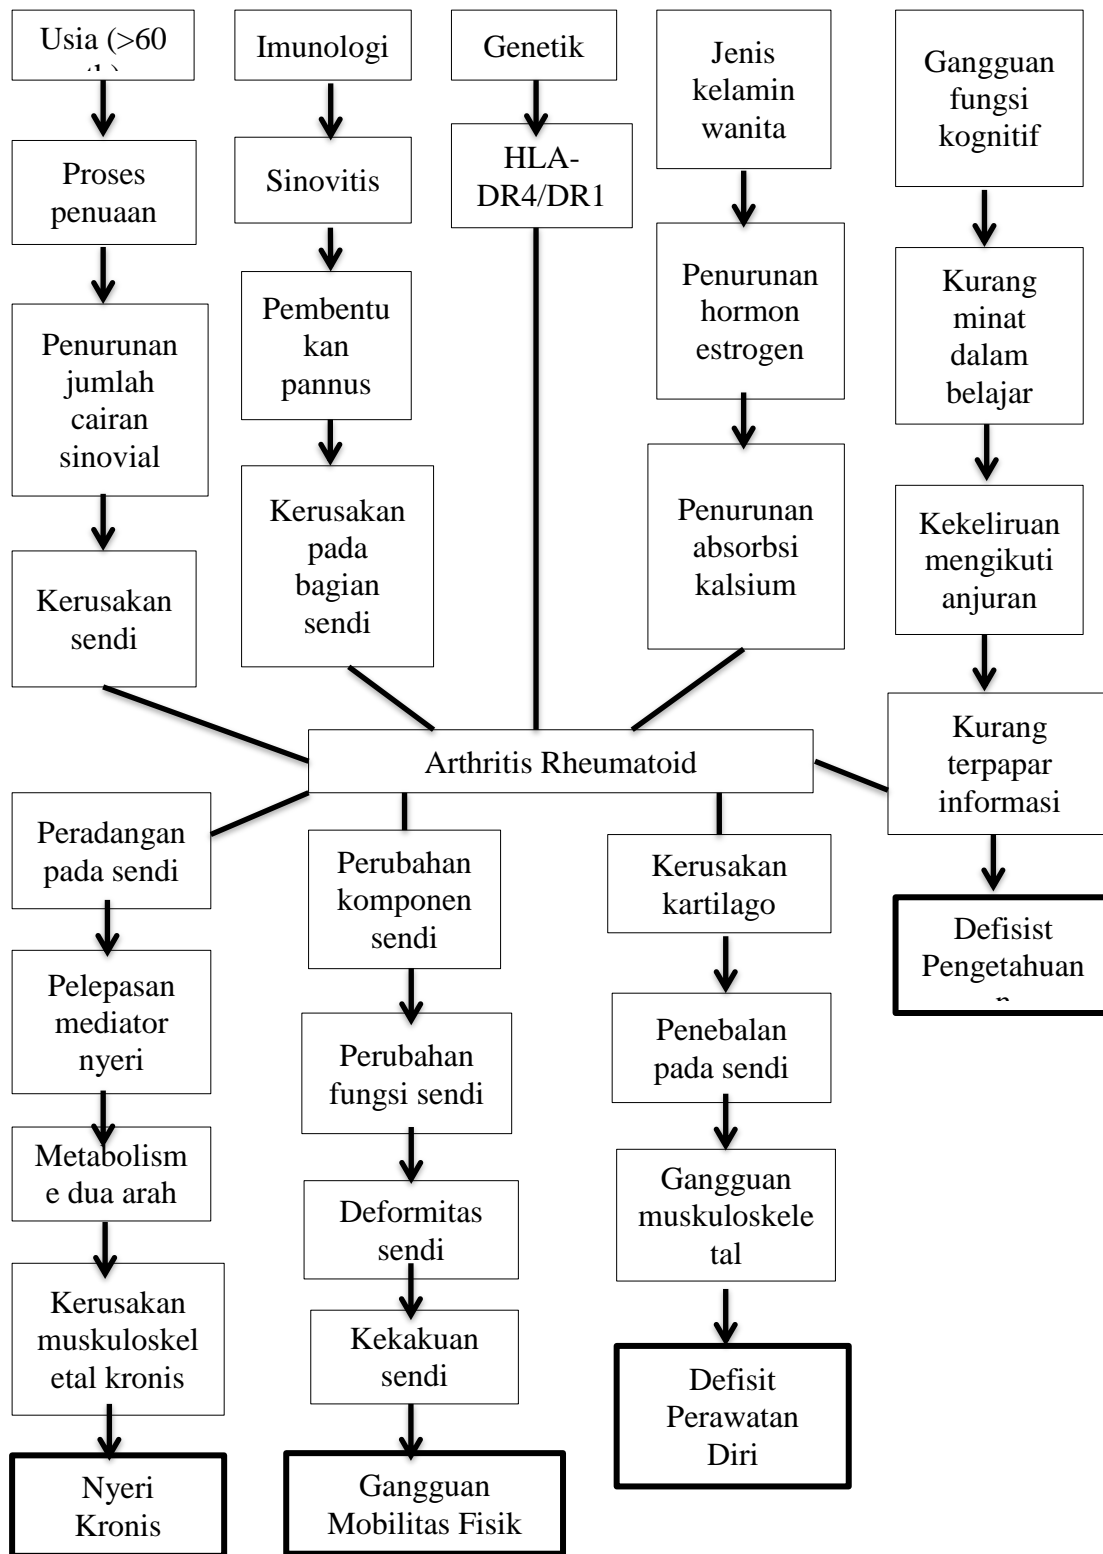 Usia (>60
Imunologi
Genetik
Jenis
kelamin
wanita
Gangguan
fungsi
kognitif
Proses
penuaan
Sinovitis
HLA-
DR4/DR1
Penurunan
jumlah
cairan
sinovial
Pembentu
kan
pannus
Penurunan
hormon
estrogen
Kurang
minat
dalam
belajar
Kerusakan
sendi
Kerusakan
pada
bagian
sendi
Penurunan
absorbsi
kalsium
Kekeliruan
mengikuti
anjuran
Kurang
terpapar
informasi
Arthritis Rheumatoid
Peradangan
pada sendi
Perubahan
komponen
sendi
Kerusakan
kartilago
Defisist
Pengetahuan
Pelepasan
mediator
nyeri
Perubahan
fungsi sendi
Penebalan
pada sendi
Metabolism
e dua arah
Deformitas
sendi
Gangguan
muskuloskele
tal
Kerusakan
muskuloskel
etal kronis
Kekakuan
sendi
Defisit
Perawatan
Diri
Nyeri
Kronis
Gangguan
Mobilitas Fisik